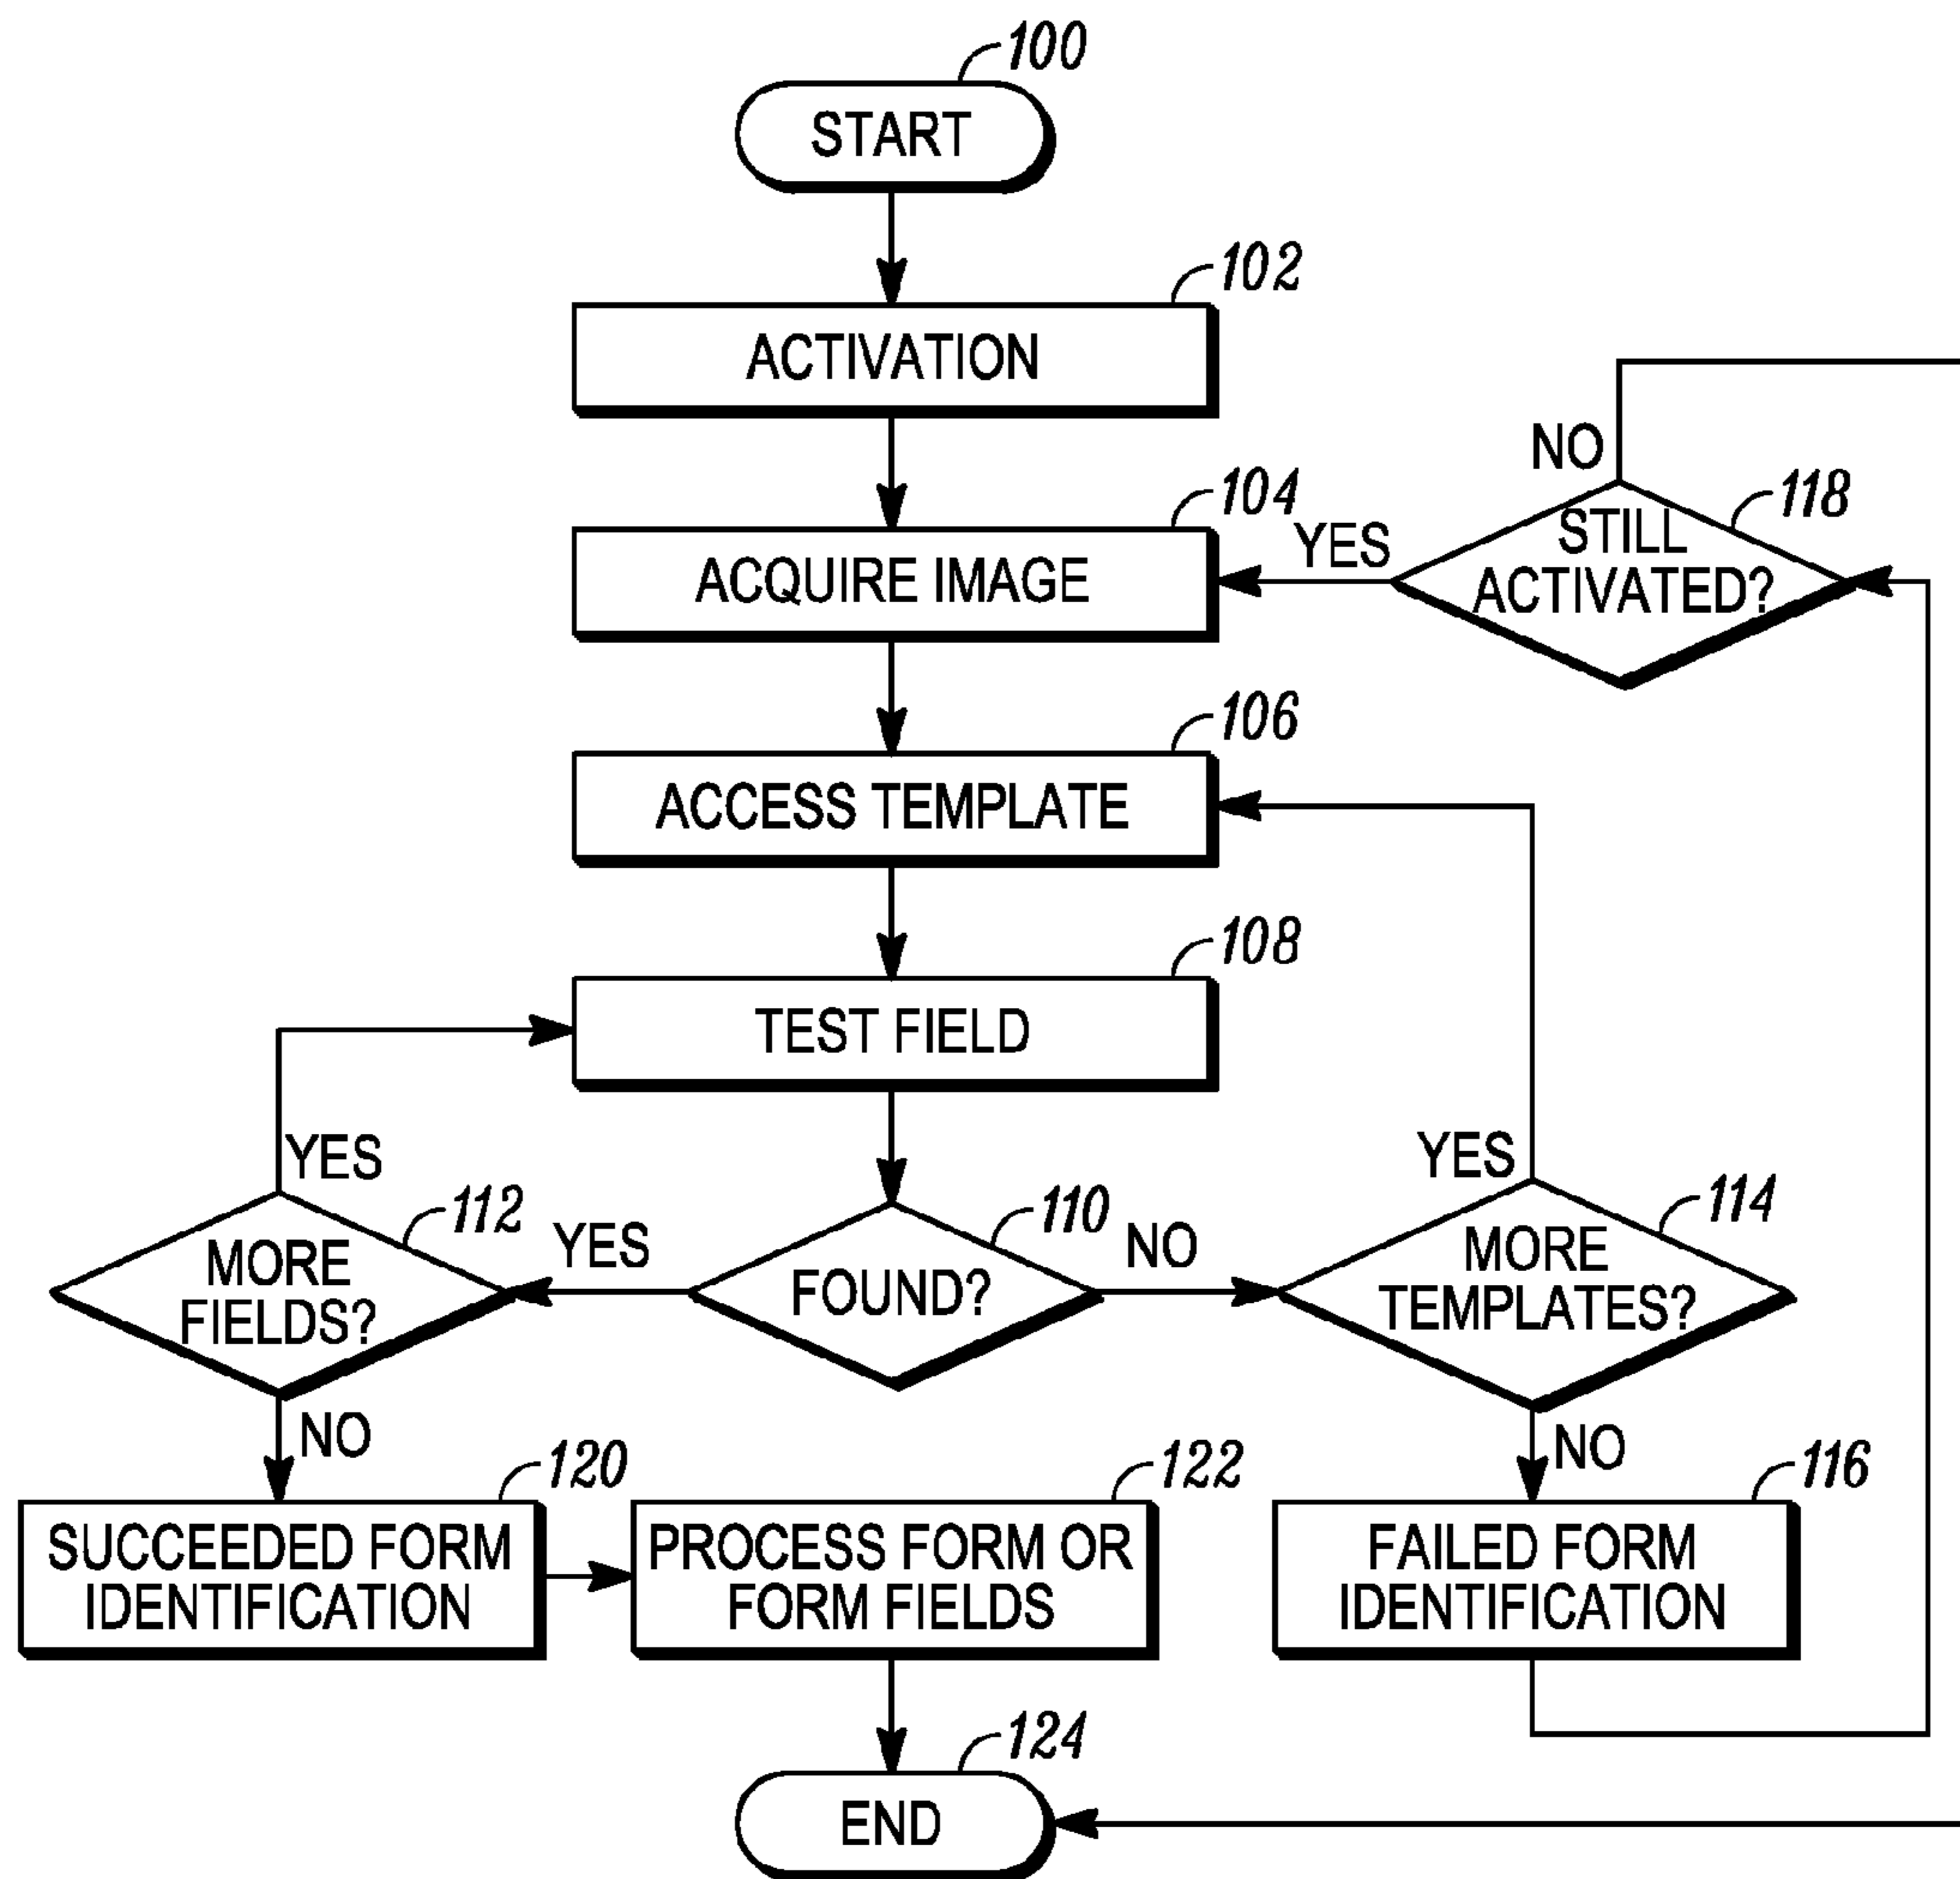 100
START
102
ACTIVATION
NO
104
118
YES
STILL
ACTIVATED?
ACQUIRE IMAGE
106
ACCESS TEMPLATE
108
TEST FIELD
YES
YES
112
110
114
YES
NO
MORE
FIELDS?
FOUND?
MORE
TEMPLATES?
NO
NO
120
122
116
SUCCEEDED FORM
IDENTIFICATION
PROCESS FORM OR
FORM FIELDS
FAILED FORM
IDENTIFICATION
124
END